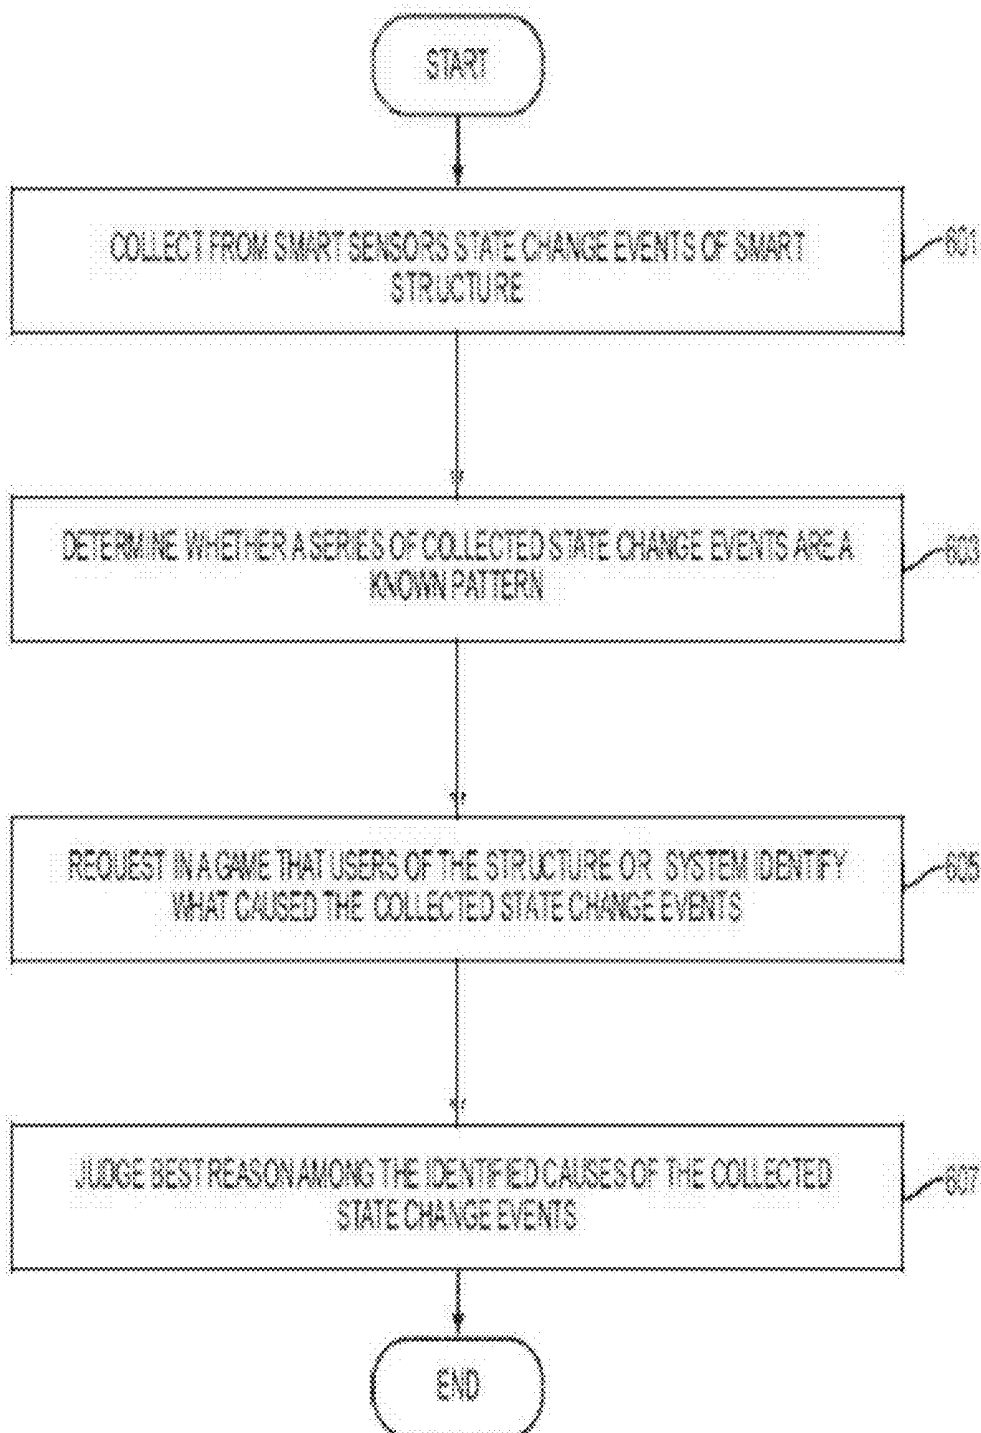 START
COLLECT FROM SMART SENSORS STATE CHANGE EVENTS OF SMART
STRUCTURE
601
DETERMINE WHETHER A SERIES OF COLLECTED STATE CHANGE EVENTS ARE A
KNOWN PATTERN
603
REQUEST IN A GAME THAT USERS OF THE STRUCTURE OR SYSTEM IDENTIFY
WHAT CAUSED THE COLLECTED STATE CHANGE EVENTS
605
JUDGE BEST REASON AMONG THE IDENTIFIED CAUSES OF THE COLLECTED
STATE CHANGE EVENTS
607
END